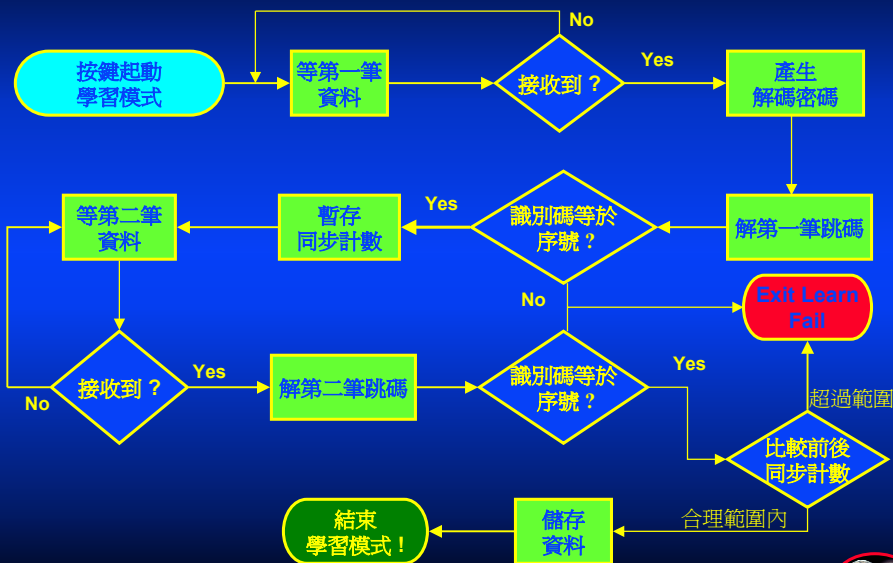 No
按鍵起動
學習模式
等第一筆
資料
接收到 ?
Yes
產生
解碼密碼
等第二筆
資料
暫存
同步計數
Yes
識別碼等於
序號 ?
解第一筆跳碼
No
Exit Learn
Fail
接收到 ?
No
Yes
解第二筆跳碼
識別碼等於
序號 ?
Yes
超過範圍
比較前後
同步計數
結束
學習模式 !
儲存
資料
合理範圍內